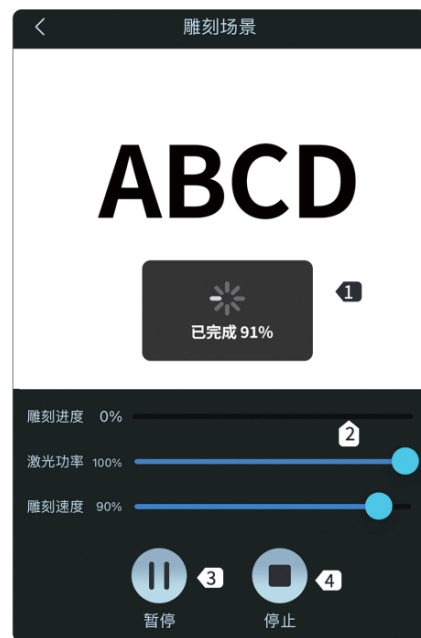 雕刻场景
ABCD
1
已完成 91%
雕刻进度 0%
2
激光功率 100%
雕刻速度 90%
3
4
暂停
停止